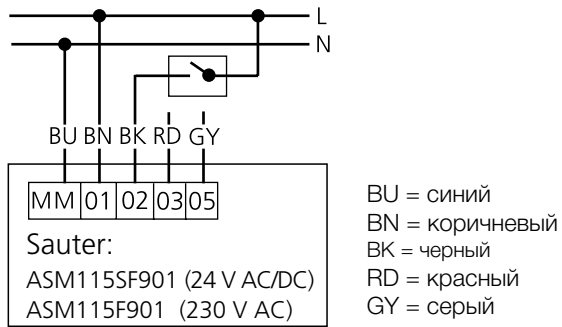 L
N
BU BN BK RD GY
MM 01 02 03 05
Sauter:
ASM115SF901 (24 V AC/DC)
ASM115F901 (230 V AC)
BU = синий
BN = коричневый
BK = черный
RD = красный
GY = серый